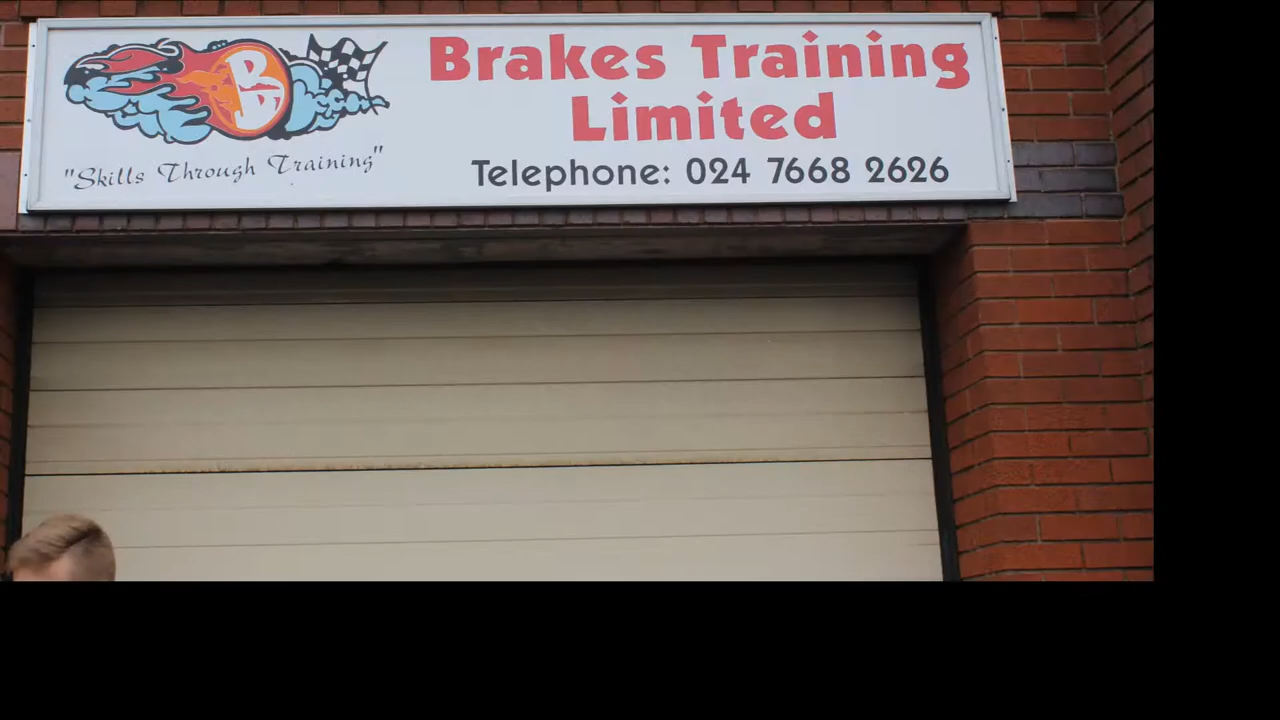 Brakes Training
Limited
"Skills Through Training"
Telephone: 024 7668 2626